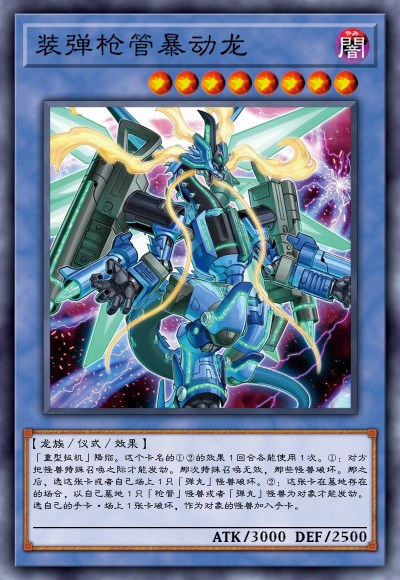 装弹枪管暴动龙
やみ
闇
【龙族／仪式／效果】
「重型扳机」降临。这个卡名的①②的效果1回合各能使用1次。①：对方
把怪兽特殊召唤之际才能发动。那次特殊召唤无效，那些怪兽破坏。那之
后，选这张卡或者自己场上1只「弹丸」怪兽破坏。②：这张卡在墓地存在
的场合，以自己墓地1只「枪管」怪兽或者「弹丸」怪兽为对象才能发动。
选自己的手卡·场上1张卡破坏，作为对象的怪兽加入手卡。
ATK/3000 DEF/2500